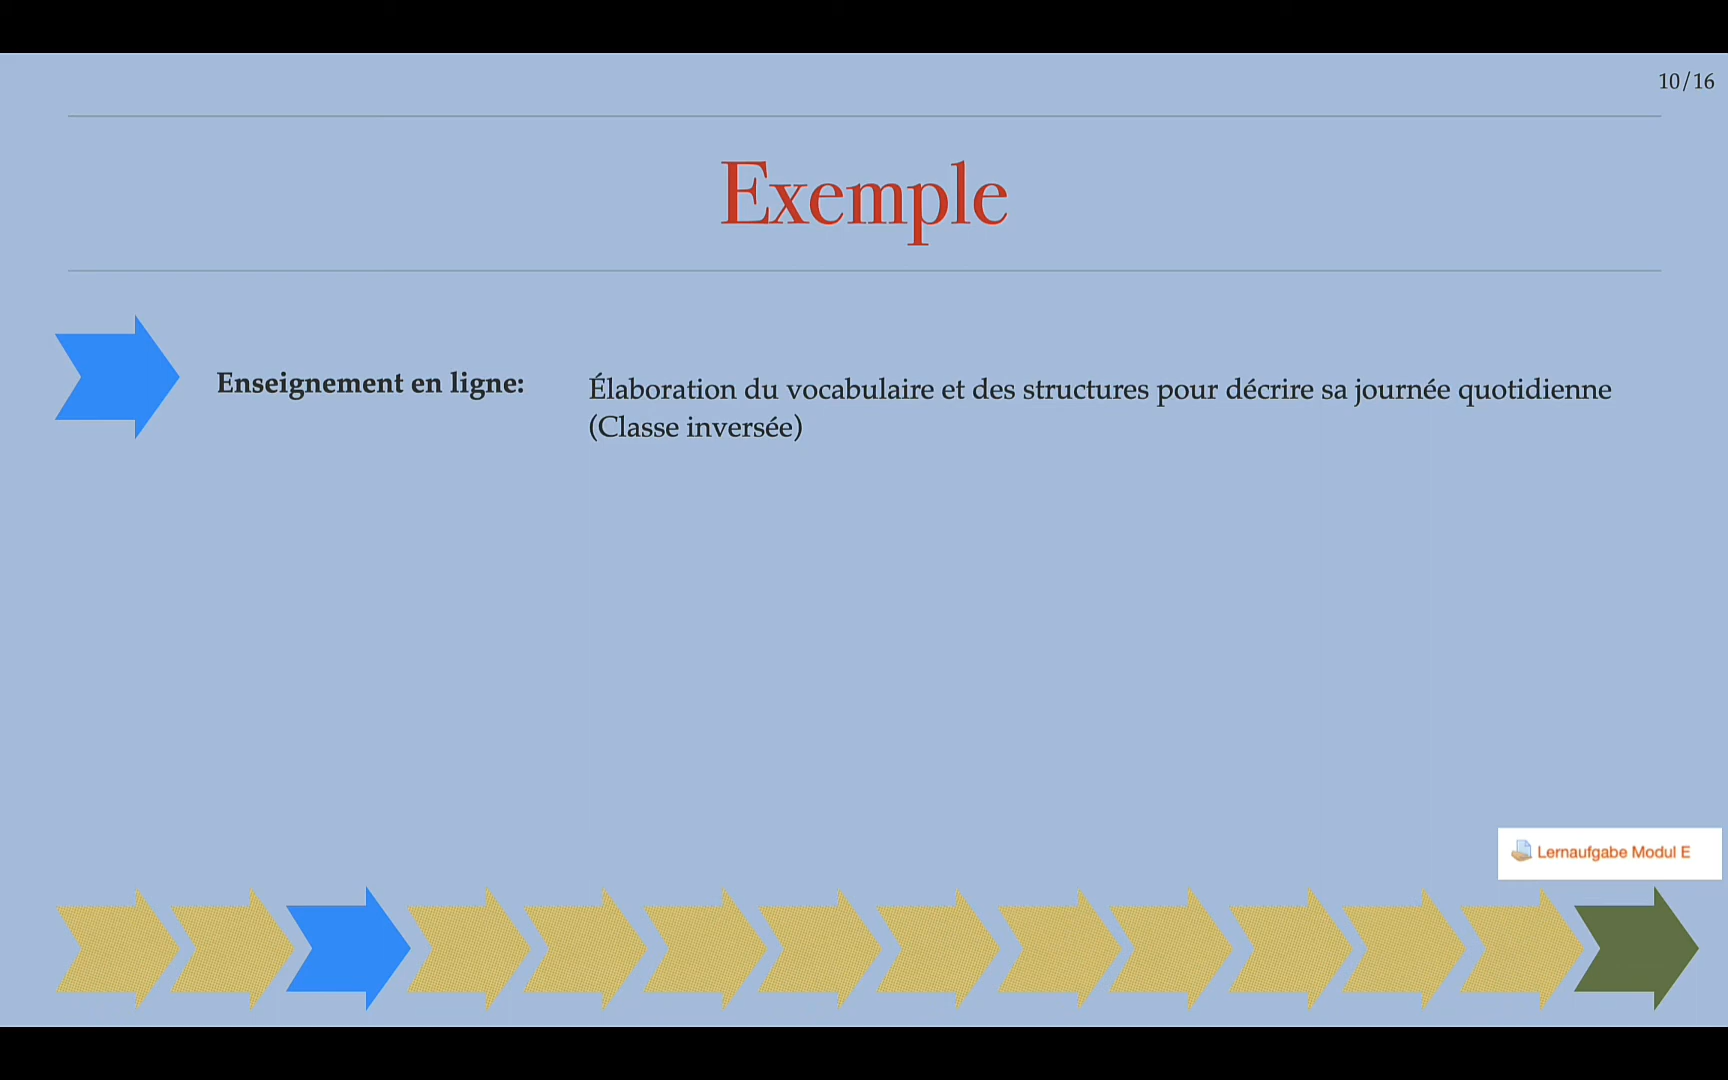 10/16
Exemple
Enseignement en ligne:
Élaboration du vocabulaire et des structures pour décrire sa journée quotidienne
(Classe inversée)
Lernaufgabe Modul E